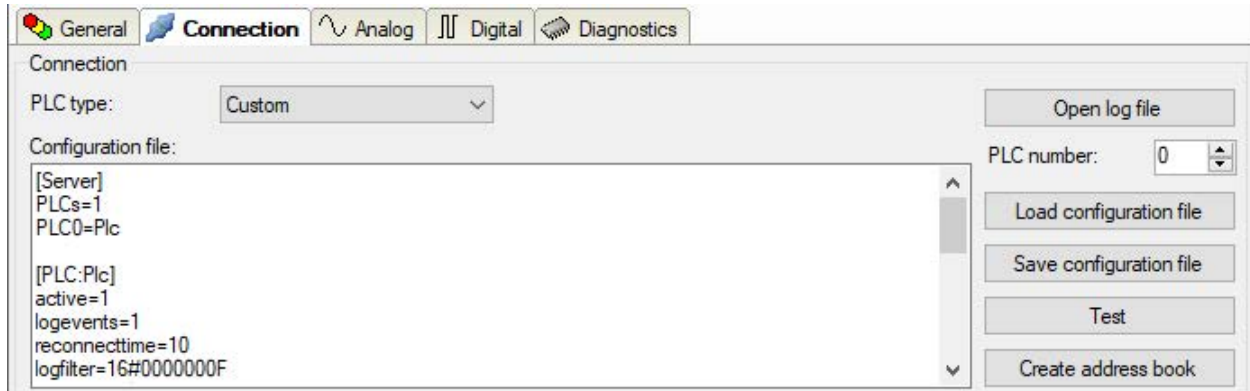 General Connection Analog Digital Diagnostics
Connection
PLC type: Custom
Open log file
Configuration file:
PLC number: 0
[Server]
PLCs=1
PLC0=Plc
Load configuration file
Save configuration file
[PLC:Plc]
active=1
logevents=1
Test
reconnecttime=10
logfilter=16#0000000F
Create address book